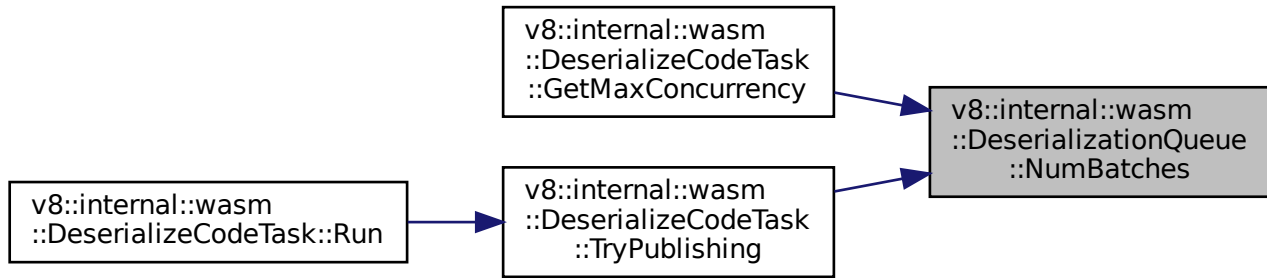 v8::internal::wasm
::DeserializeCodeTask
::GetMaxConcurrency
v8::internal::wasm
::DeserializationQueue
::NumBatches
v8::internal::wasm
::DeserializeCodeTask::Run
v8::internal::wasm
::DeserializeCodeTask
::TryPublishing